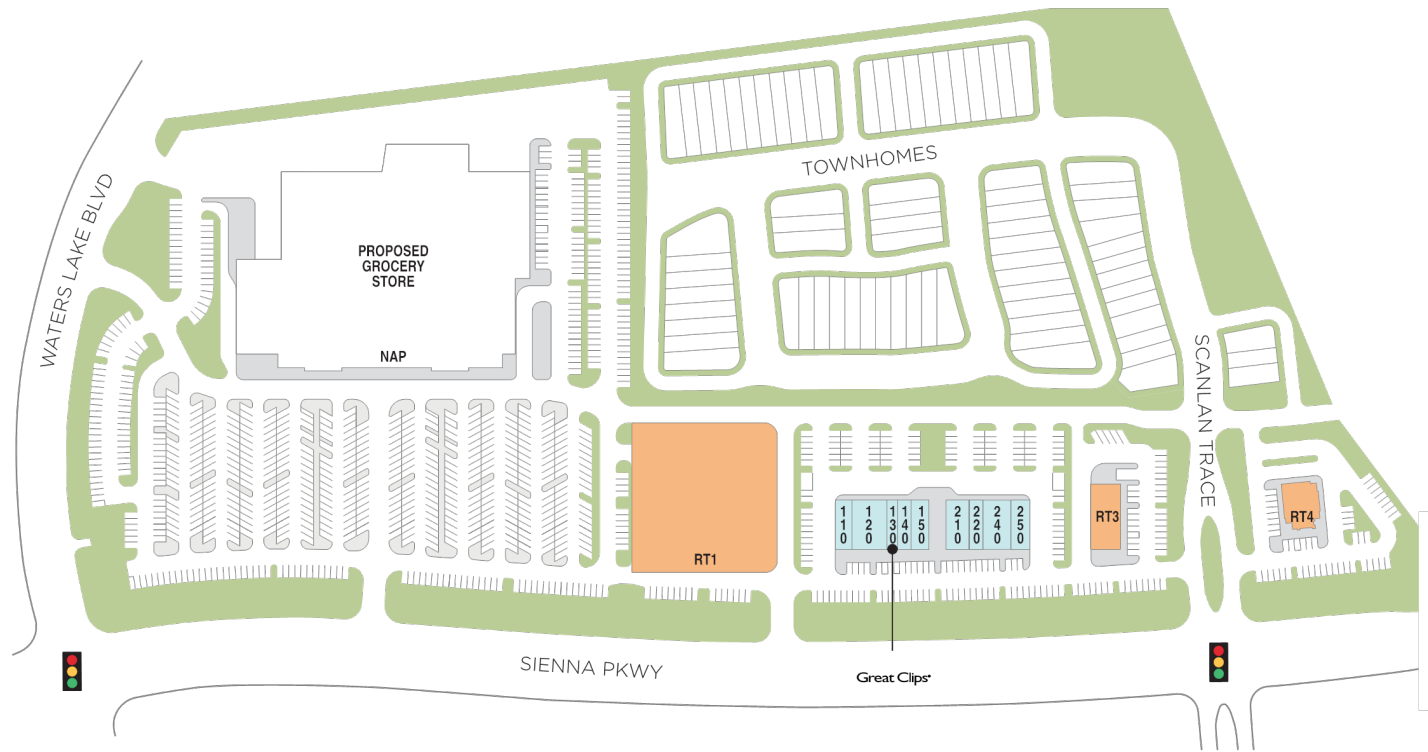 TOWNHOMES
WATERS LAKE BLVD
PROPOSED
GROCERY
STORE
NAP
SCANLAN TRACE
RT1
110
120
130
140
150
210
220
240
250
RT3
RT4
SIENNA PKWY
Great Clips®